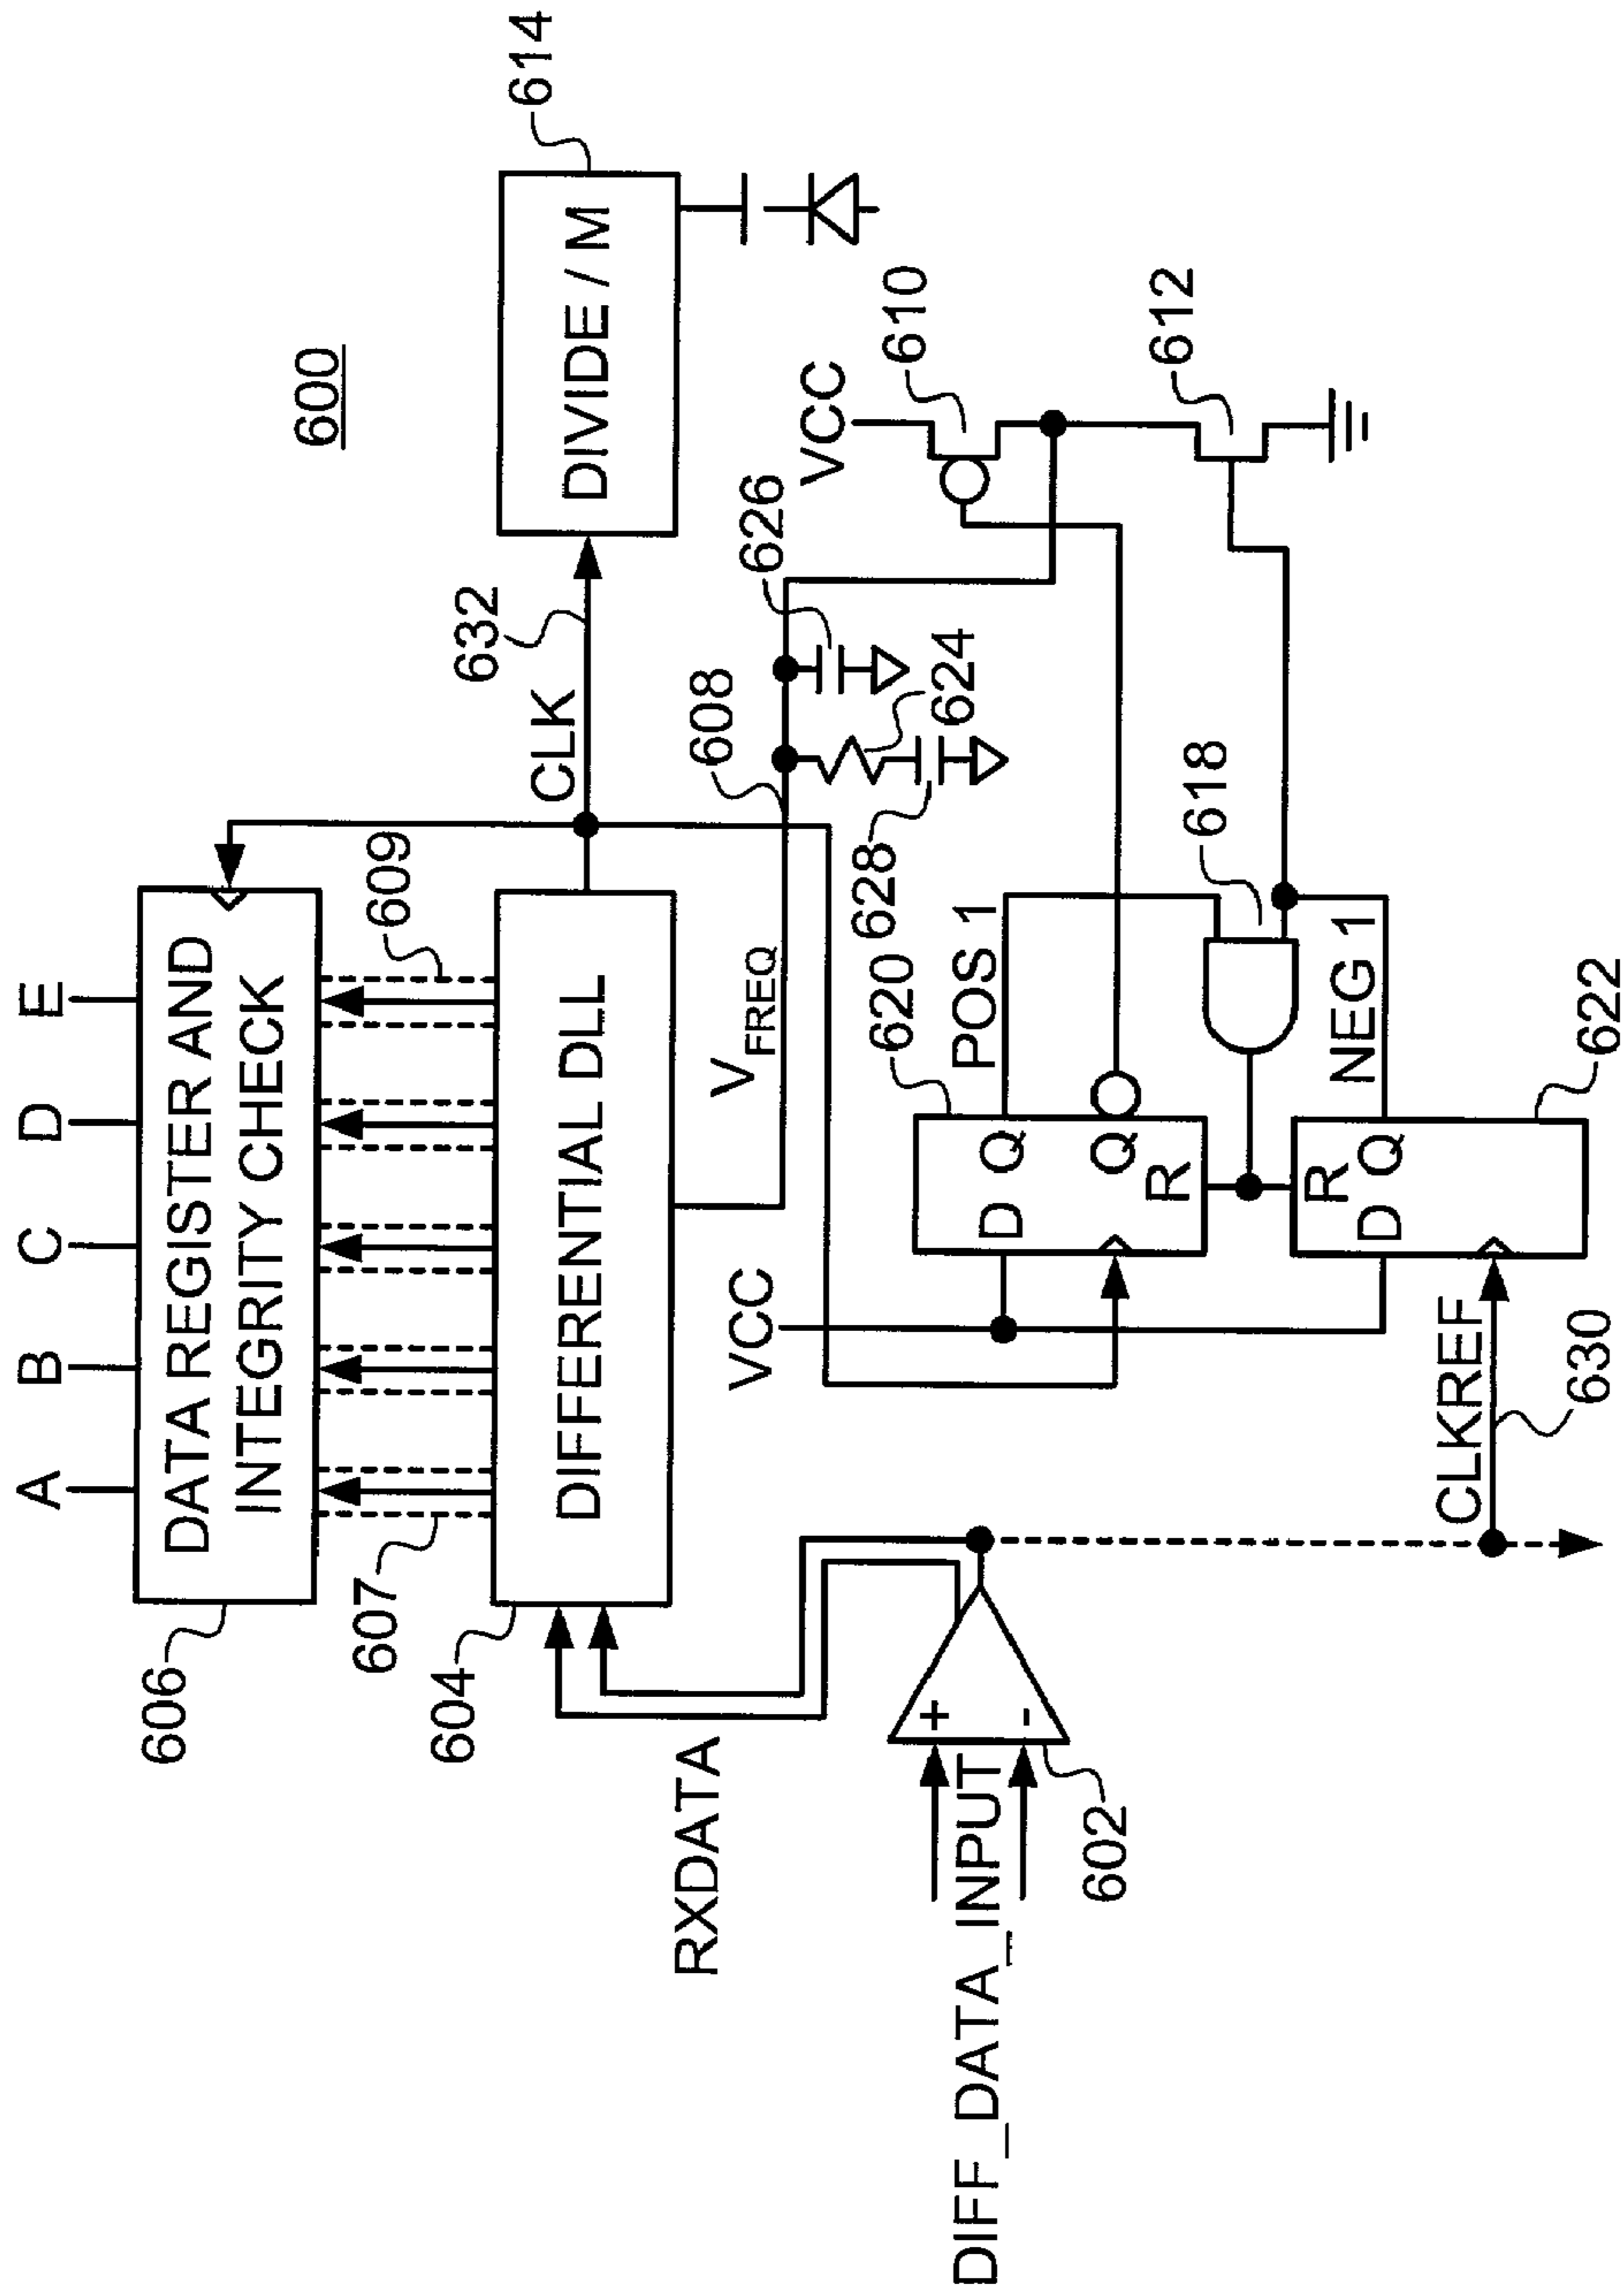 600
A
B
C
D
E
606
DATA REGISTER AND
INTEGRITY CHECK
607
609
604
DIFFERENTIAL DLL
CLK
632
DIVIDE / M
614
RXDATA
V FREQ
608
626
624
628
VCC
610
612
VCC
620
D Q
Q
R
POS 1
618
NEG 1
R
D Q
622
DIFF_DATA_INPUT
+
-
602
CLKREF
630